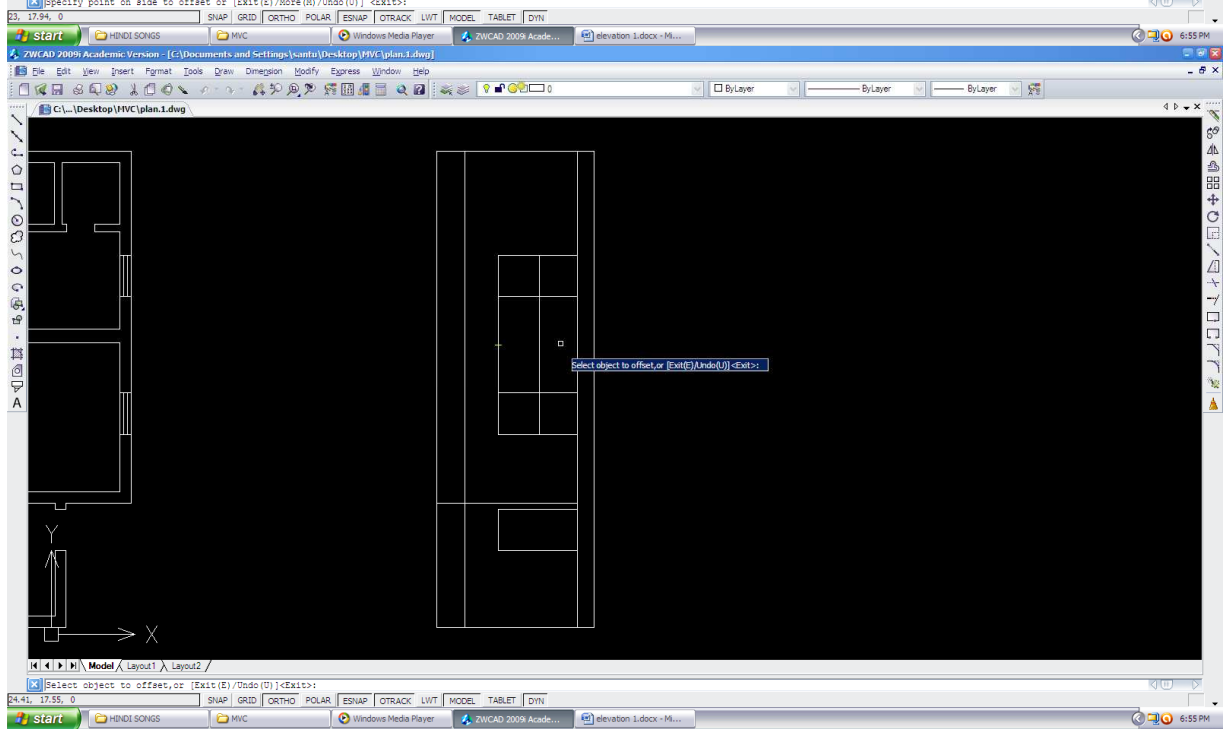 Specify point on side to offset or [Exit(E)/More(M)/Undo(U)] <Exit>:
23, 17.94, 0 SNAP GRID ORTHO POLAR ESNAP OTRACK LWT MODEL TABLET DYN
start HINDI SONGS MVC Windows Media Player ZWCAD 2009i Acade... elevation 1.docx - Mi... 6:55 PM
ZWCAD 2009i Academic Version - [C:\Documents and Settings\santu\Desktop\MVC\plan.1.dwg]
File Edit View Insert Format Tools Draw Dimension Modify Express Window Help
0 ByLayer ByLayer ByLayer
C:\...\Desktop\MVC\plan.1.dwg
Select object to offset,or [Exit(E)/Undo(U)]<Exit>:
Y
X
Model Layout1 Layout2
Select object to offset,or [Exit(E)/Undo(U)]<Exit>:
24.41, 17.55, 0 SNAP GRID ORTHO POLAR ESNAP OTRACK LWT MODEL TABLET DYN
start HINDI SONGS MVC Windows Media Player ZWCAD 2009i Acade... elevation 1.docx - Mi... 6:55 PM